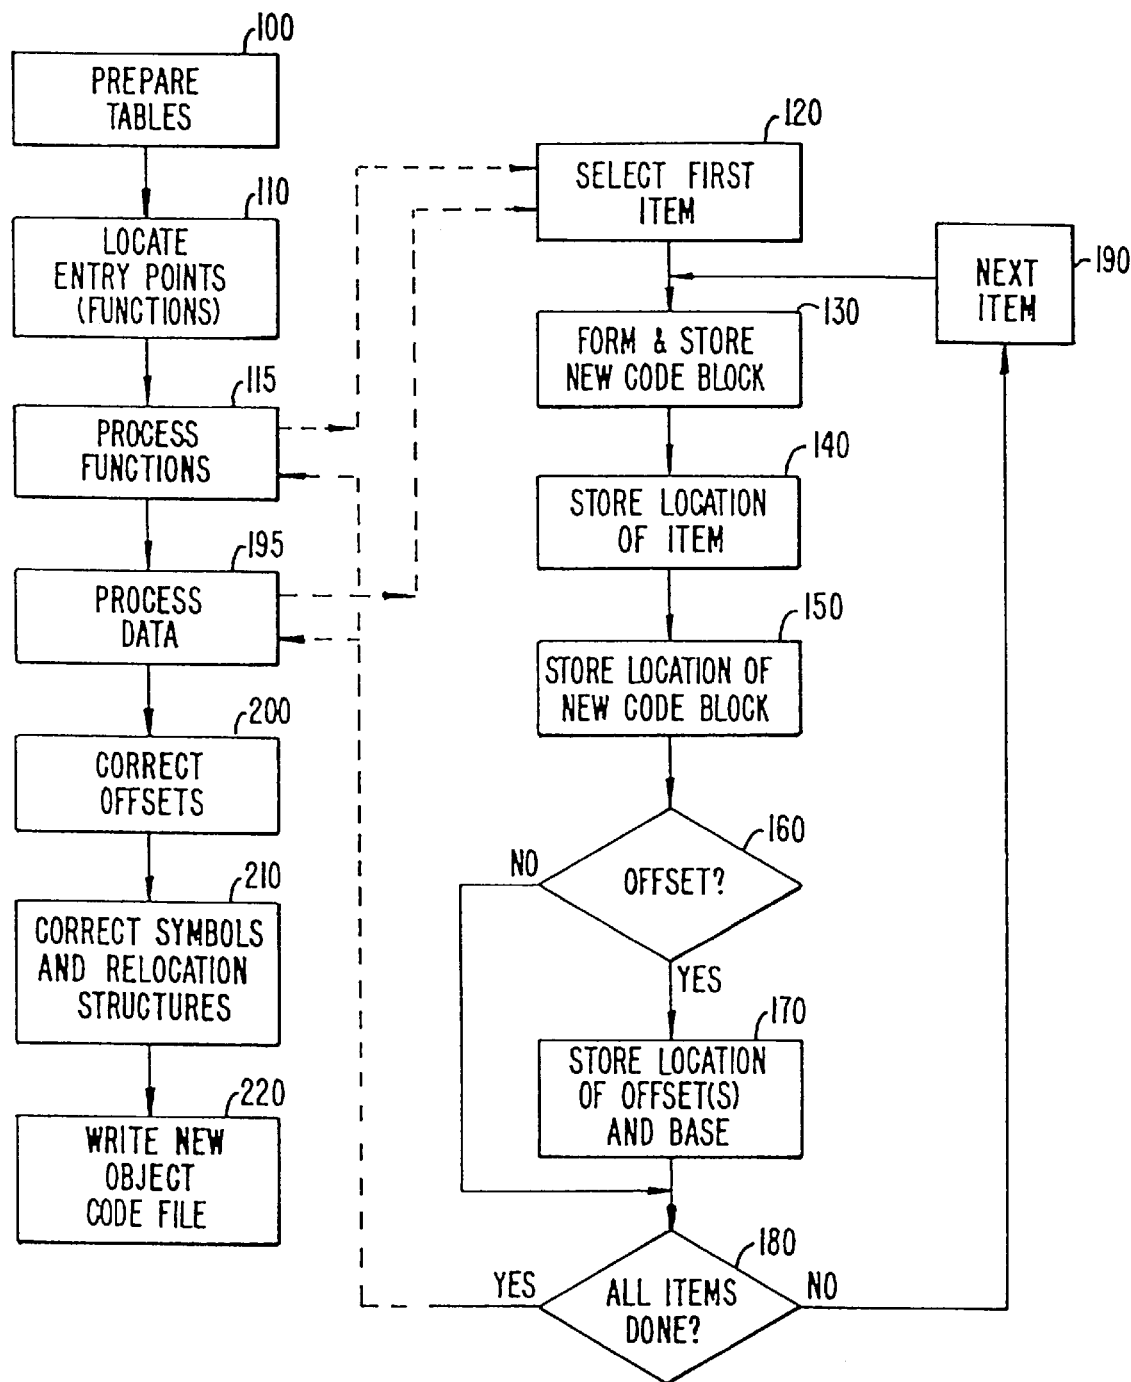 100
PREPARE
TABLES
110
LOCATE
ENTRY POINTS
(FUNCTIONS)
115
PROCESS
FUNCTIONS
195
PROCESS
DATA
200
CORRECT
OFFSETS
210
CORRECT SYMBOLS
AND RELOCATION
STRUCTURES
220
WRITE NEW
OBJECT
CODE FILE
120
SELECT FIRST
ITEM
190
NEXT
ITEM
130
FORM & STORE
NEW CODE BLOCK
140
STORE LOCATION
OF ITEM
150
STORE LOCATION OF
NEW CODE BLOCK
160
OFFSET?
NO
YES
170
STORE LOCATION
OF OFFSET(S)
AND BASE
180
ALL ITEMS
DONE?
YES
NO